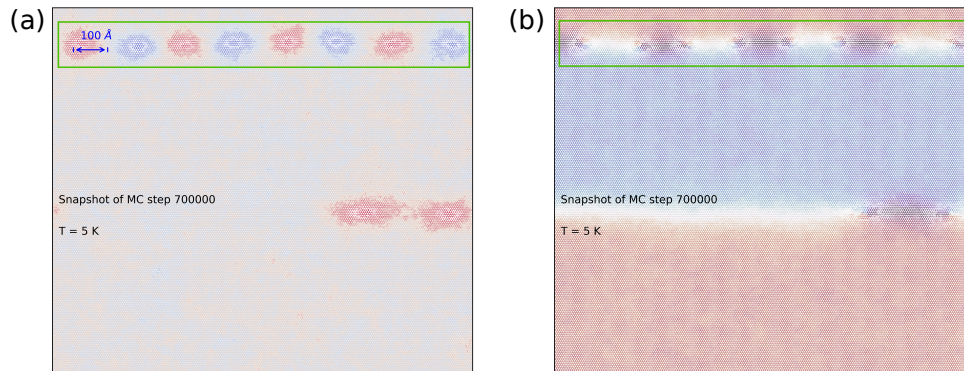 (a)
100 Å
Snapshot of MC step 700000
T = 5 K
(b)
Snapshot of MC step 700000
T = 5 K